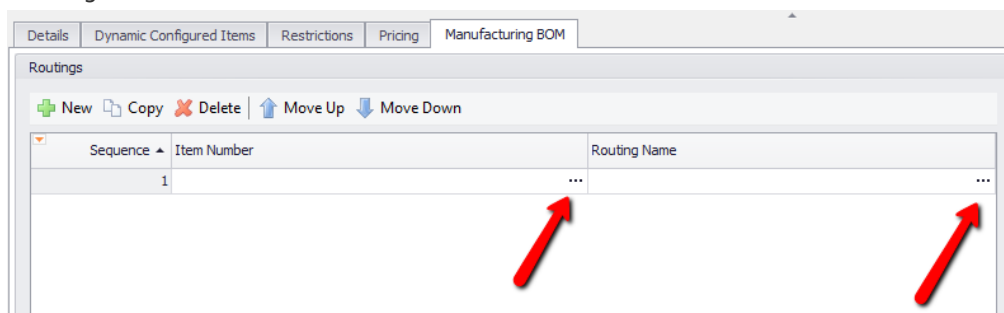 Details Dynamic Configured Items Restrictions Pricing Manufacturing BOM
Routings
New Copy Delete Move Up Move Down
Sequence Item Number Routing Name
1 ... ...